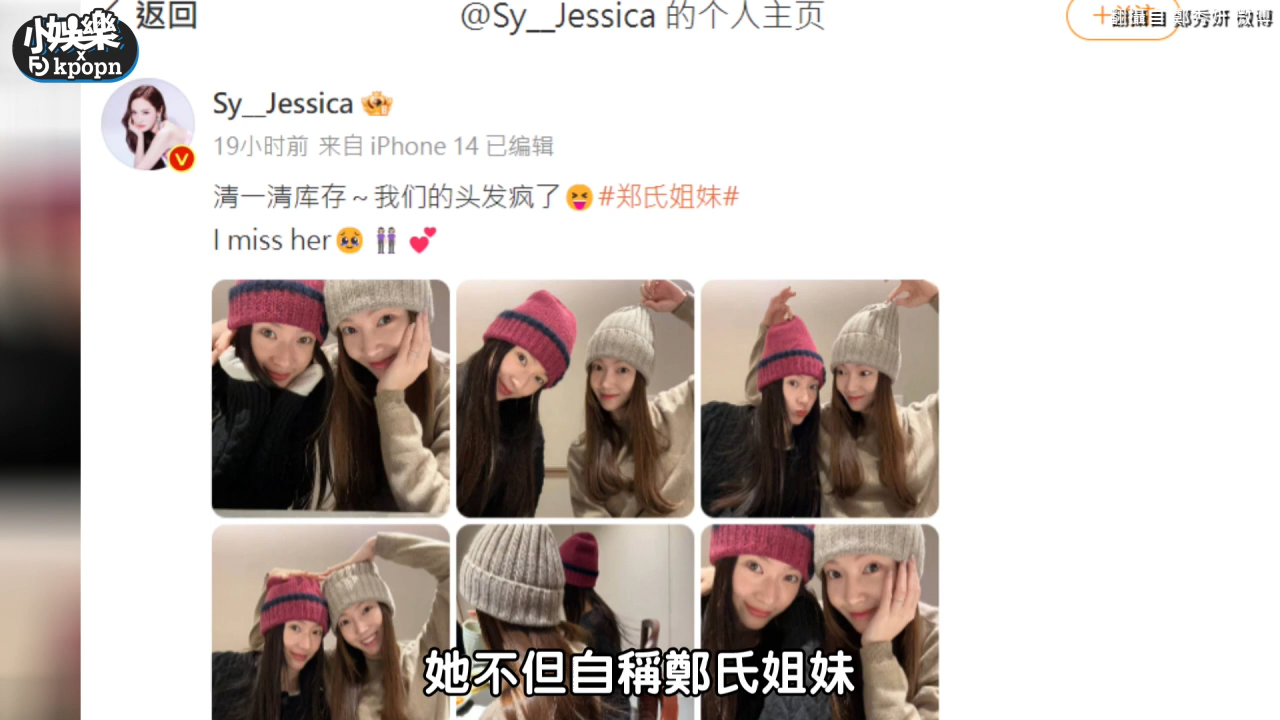 小娛樂
x
kpopn
返回
@Sy__Jessica 的个人主页
翻攝自 鄭秀妍 微博
Sy__Jessica
19小时前 来自 iPhone 14 已编辑
清一清库存～我们的头发疯了😝#郑氏姐妹#
I miss her🥹👭💕
她不但自稱鄭氏姐妹